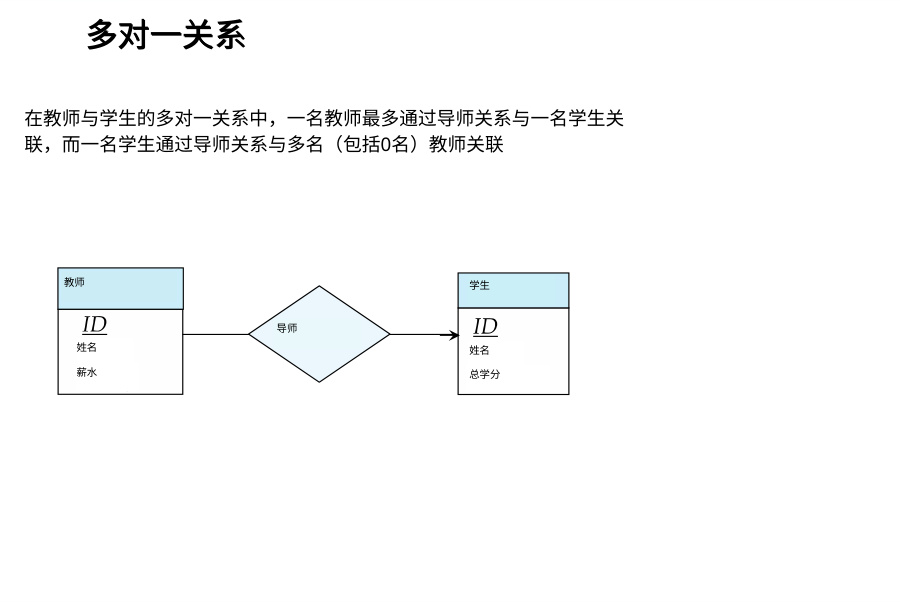 多对一关系
在教师与学生的多对一关系中，一名教师最多通过导师关系与一名学生关
联，而一名学生通过导师关系与多名（包括0名）教师关联
教师
ID
姓名
薪水
导师
学生
ID
姓名
总学分